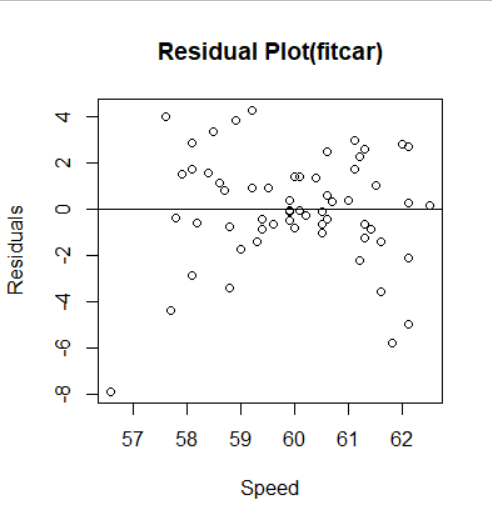 Residual Plot(fitcar)
4
2
0
-2
-4
-6
-8
Residuals
57 58 59 60 61 62
Speed